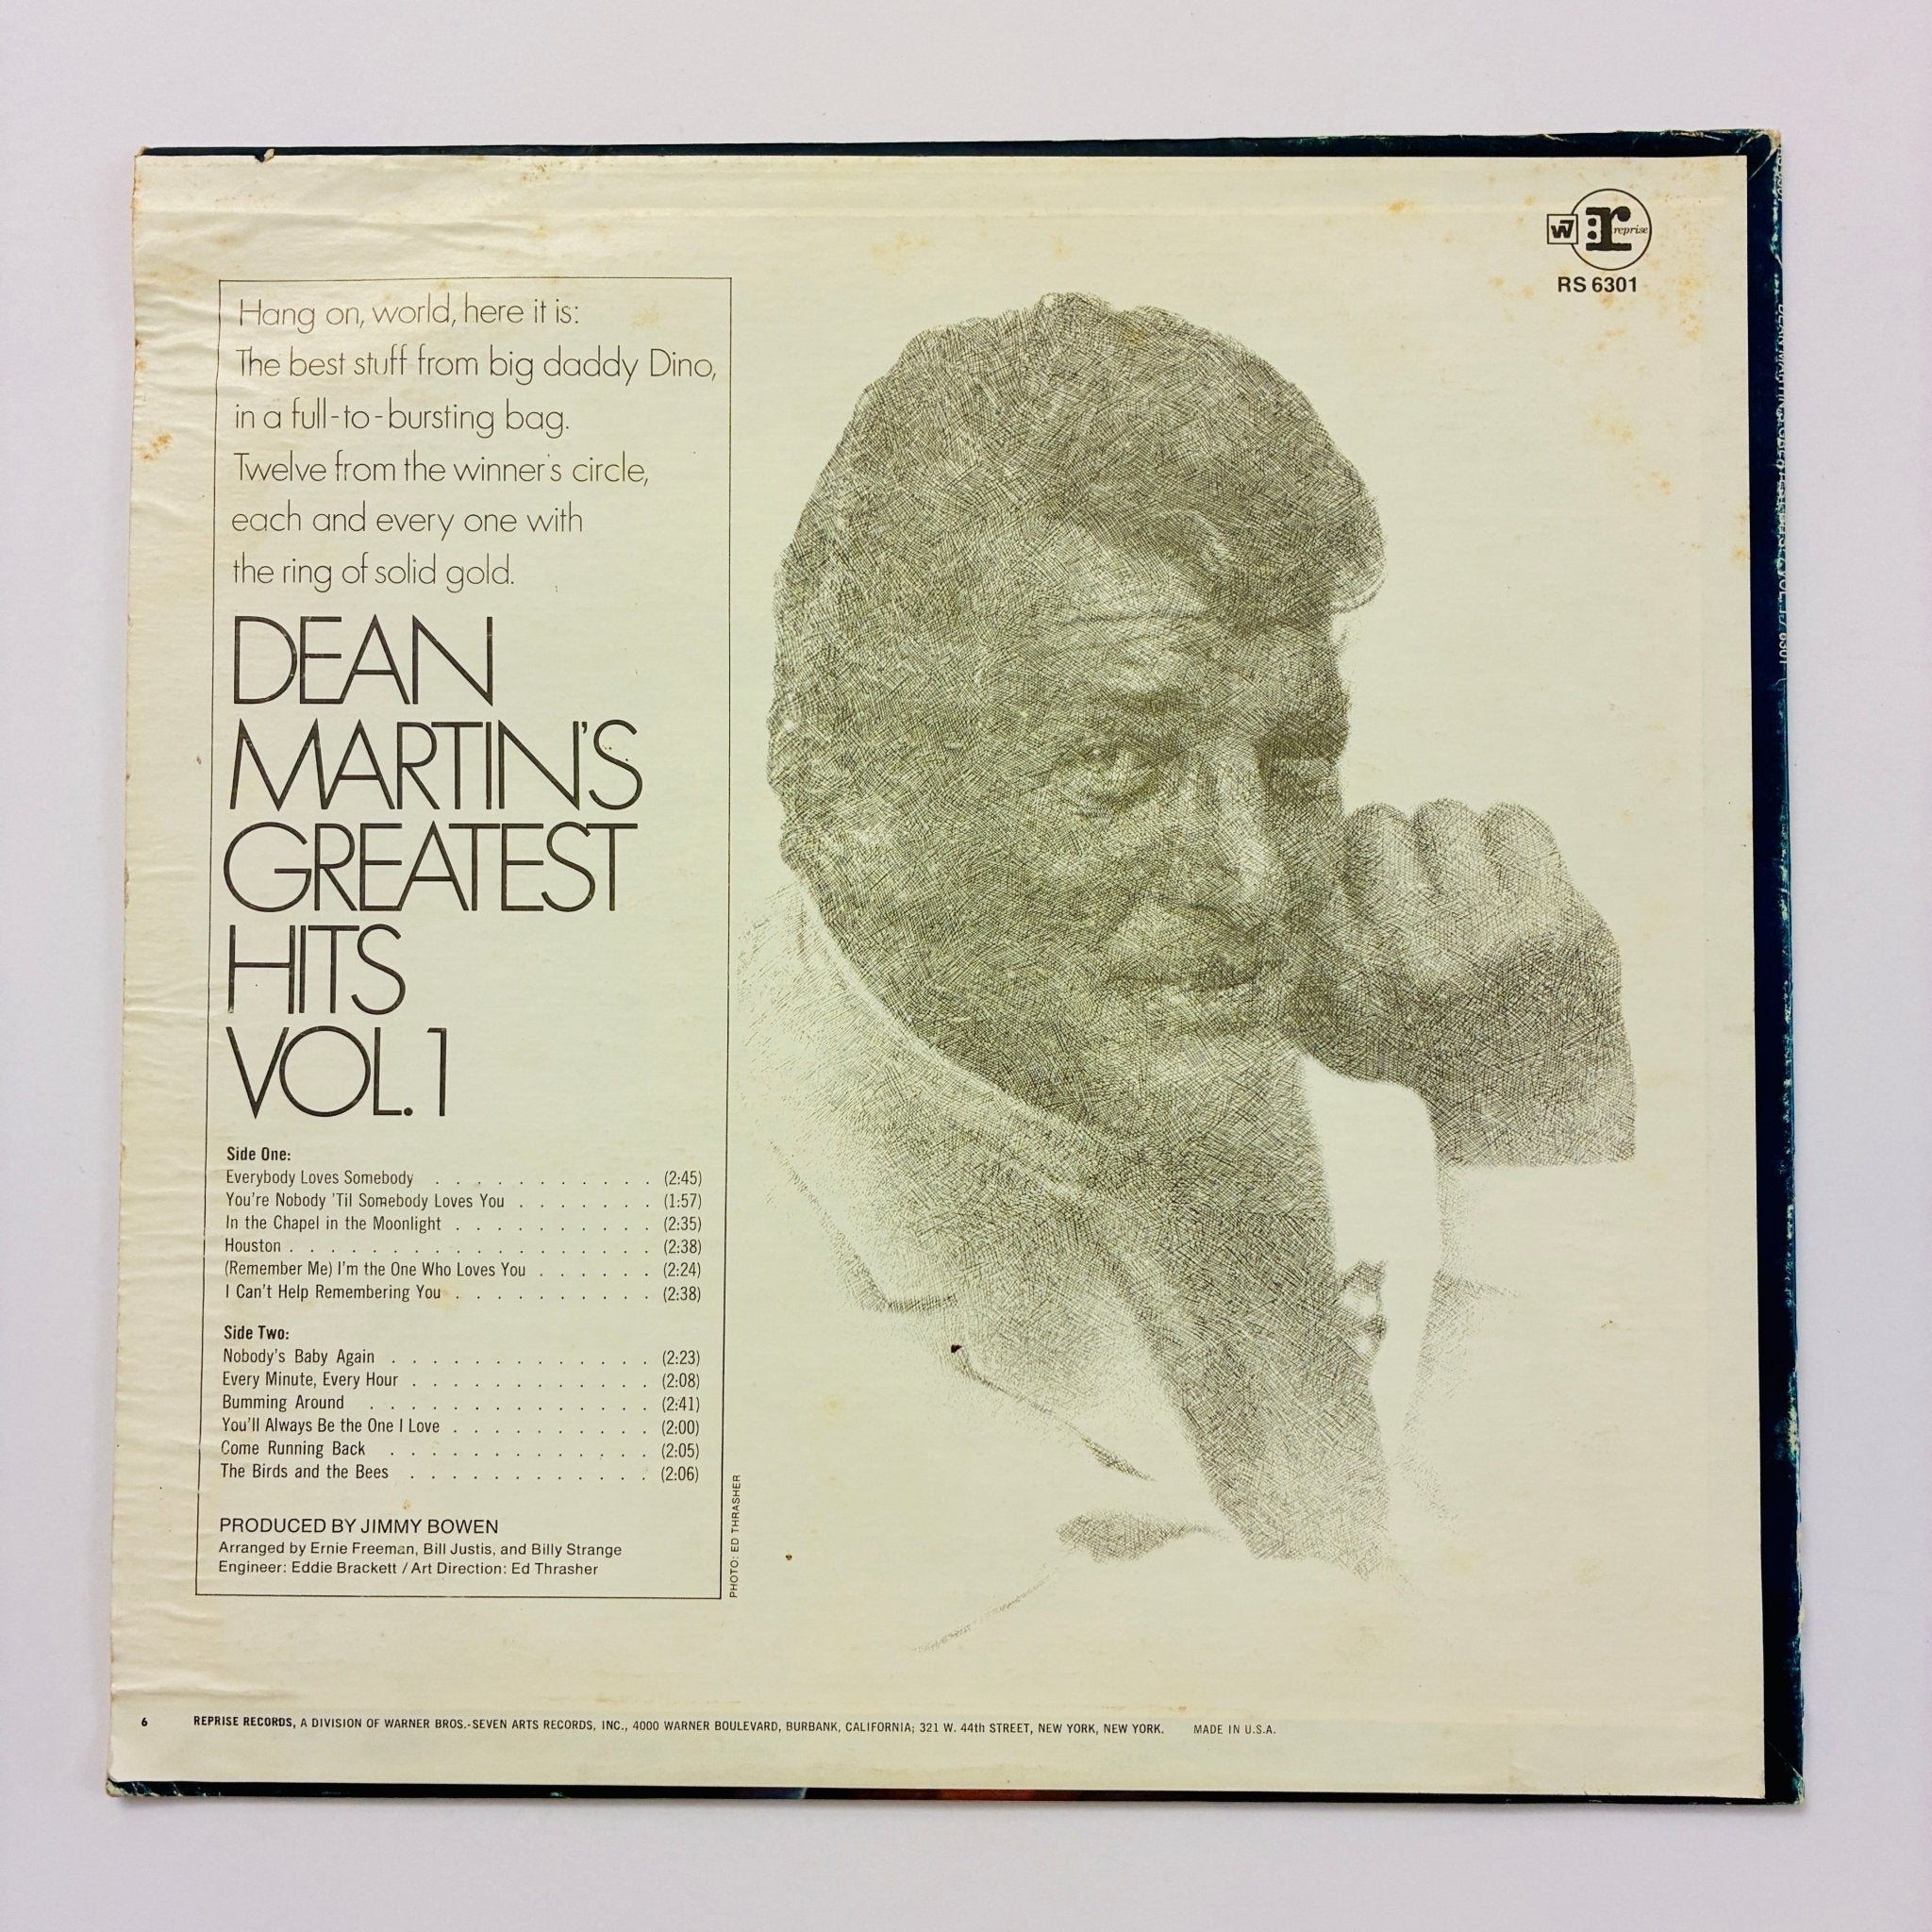 W7 :r reprise
RS 6301
Hang on, world, here it is:
The best stuff from big daddy Dino,
in a full-to-bursting bag.
Twelve from the winner's circle,
each and every one with
the ring of solid gold.
DEAN
MARTIN'S
GREATEST
HITS
VOL. 1
Side One:
Everybody Loves Somebody . . . . . . . . . . . (2:45)
You're Nobody 'Til Somebody Loves You . . . . . . . (1:57)
In the Chapel in the Moonlight . . . . . . . . . . (2:35)
Houston . . . . . . . . . . . . . . . . . (2:38)
(Remember Me) I'm the One Who Loves You . . . . . . (2:24)
I Can't Help Remembering You . . . . . . . . . . (2:38)
Side Two:
Nobody's Baby Again . . . . . . . . . . . . . (2:23)
Every Minute, Every Hour . . . . . . . . . . . . (2:08)
Bumming Around . . . . . . . . . . . . . . (2:41)
You'll Always Be the One I Love . . . . . . . . . . (2:00)
Come Running Back . . . . . . . . . . . . . (2:05)
The Birds and the Bees . . . . . . . . . . . . (2:06)
PRODUCED BY JIMMY BOWEN
Arranged by Ernie Freeman, Bill Justis, and Billy Strange
Engineer: Eddie Brackett / Art Direction: Ed Thrasher
PHOTO: ED THRASHER
6 REPRISE RECORDS, A DIVISION OF WARNER BROS.-SEVEN ARTS RECORDS, INC., 4000 WARNER BOULEVARD, BURBANK, CALIFORNIA; 321 W. 44th STREET, NEW YORK, NEW YORK. MADE IN U.S.A.